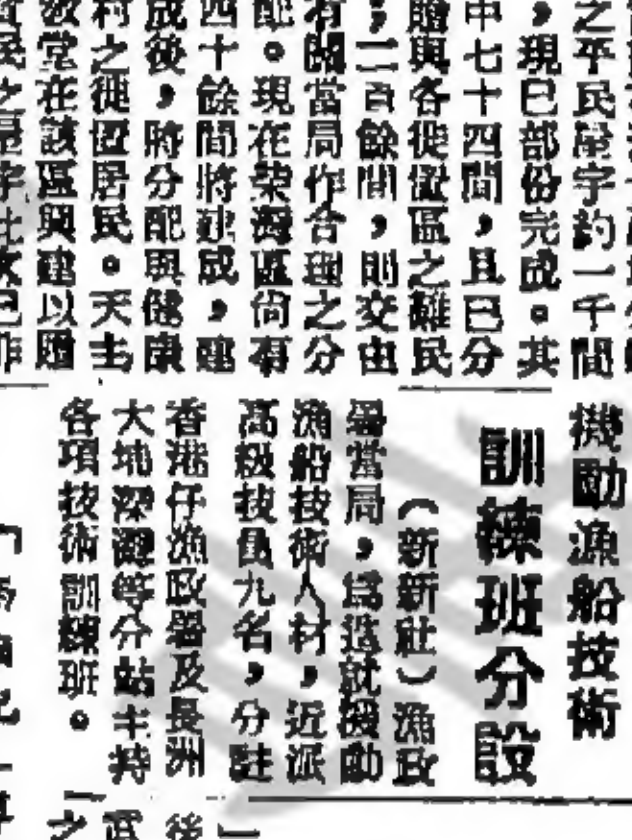 之平民屋宇約一千間
，現已部份完成。其
中七十四間，且已分
贈與各徙置區之難民
；二百餘間，則交由
有關當局作合理之分
配。現在荣灣區尚有
四十餘間將建成，建
成後，將分配與健康
村之徙置居民。天主
教堂在該區興建以贈
機動漁船技術
訓練班分設
（新新社）漁政
署當局，為造就機動
漁船技術人材，近派
高級技員九名，分駐
香港仔漁政署及長洲
大埔深灣等分站主持
各項技術訓練班。